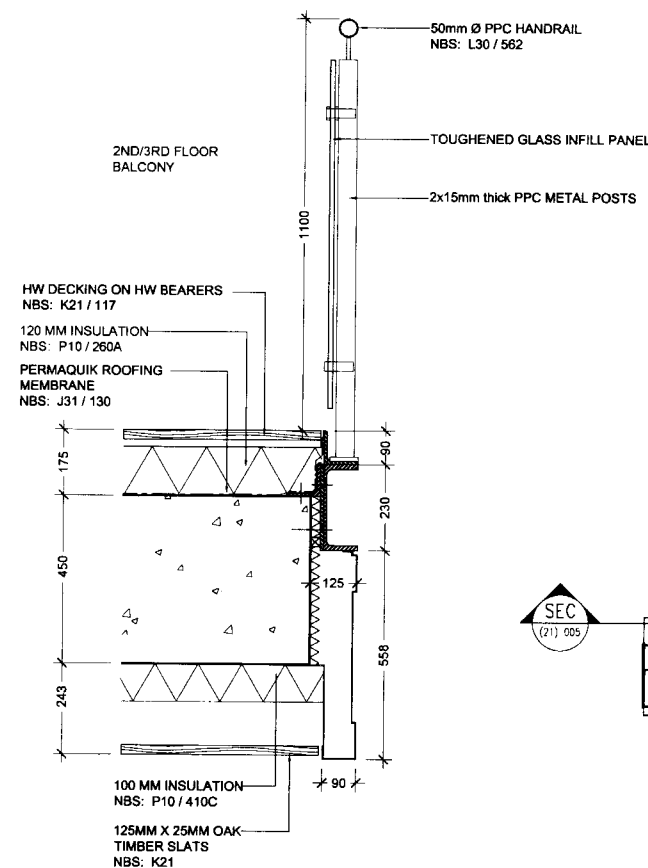 50mm Ø PPC HANDRAIL
NBS: L30 / 562
TOUGHENED GLASS INFILL PANEL
2ND/3RD FLOOR
BALCONY
2x15mm thick PPC METAL POSTS
1100
HW DECKING ON HW BEARERS
NBS: K21 / 117
120 MM INSULATION
NBS: P10 / 260A
PERMAQUIK ROOFING
MEMBRANE
NBS: J31 / 130
175
90
230
450
125
558
243
90
SEC
(21) 005
100 MM INSULATION
NBS: P10 / 410C
125MM X 25MM OAK
TIMBER SLATS
NBS: K21